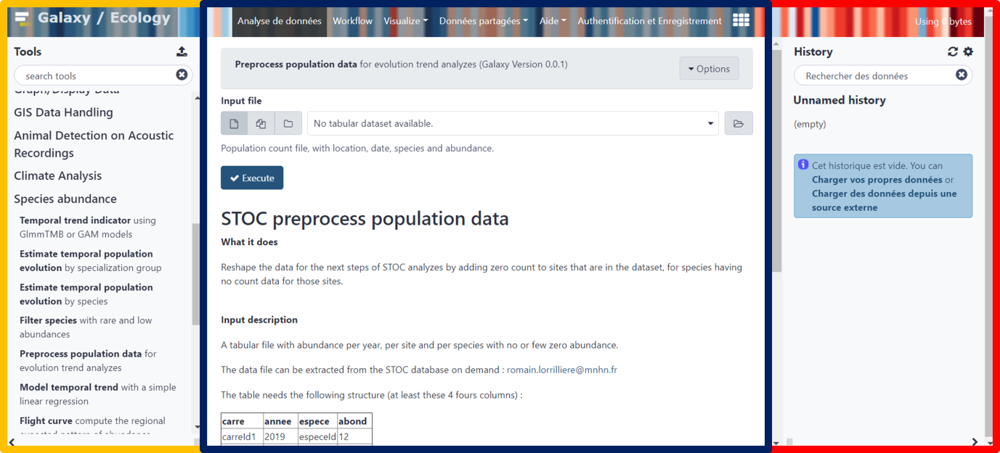 Galaxy / Ecology
Analyse de données Workflow Visualize Données partagées Aide Authentification et Enregistrement
Using 0 bytes
Tools
search tools
Graph/Display Data
GIS Data Handling
Animal Detection on Acoustic
Recordings
Climate Analysis
Species abundance
Temporal trend indicator using
GlmmTMB or GAM models
Estimate temporal population
evolution by specialization group
Estimate temporal population
evolution by species
Filter species with rare and low
abundances
Preprocess population data for
evolution trend analyzes
Model temporal trend with a simple
linear regression
Flight curve compute the regional
expected pattern of abundance
Preprocess population data for evolution trend analyzes (Galaxy Version 0.0.1)
Options
Input file
No tabular dataset available.
Population count file, with location, date, species and abundance.
Execute
STOC preprocess population data
What it does
Reshape the data for the next steps of STOC analyzes by adding zero count to sites that are in the dataset, for species having
no count data for those sites.
Input description
A tabular file with abundance per year, per site and per species with no or few zero abundance.
The data file can be extracted from the STOC database on demand : romain.lorrilliere@mnhn.fr
The table needs the following structure (at least these 4 fours columns) :
carre annee espece abond
carreId1 2019 especeId 12
History
Rechercher des données
Unnamed history
(empty)
Cet historique est vide. You can
Charger vos propres données or
Charger des données depuis une
source externe